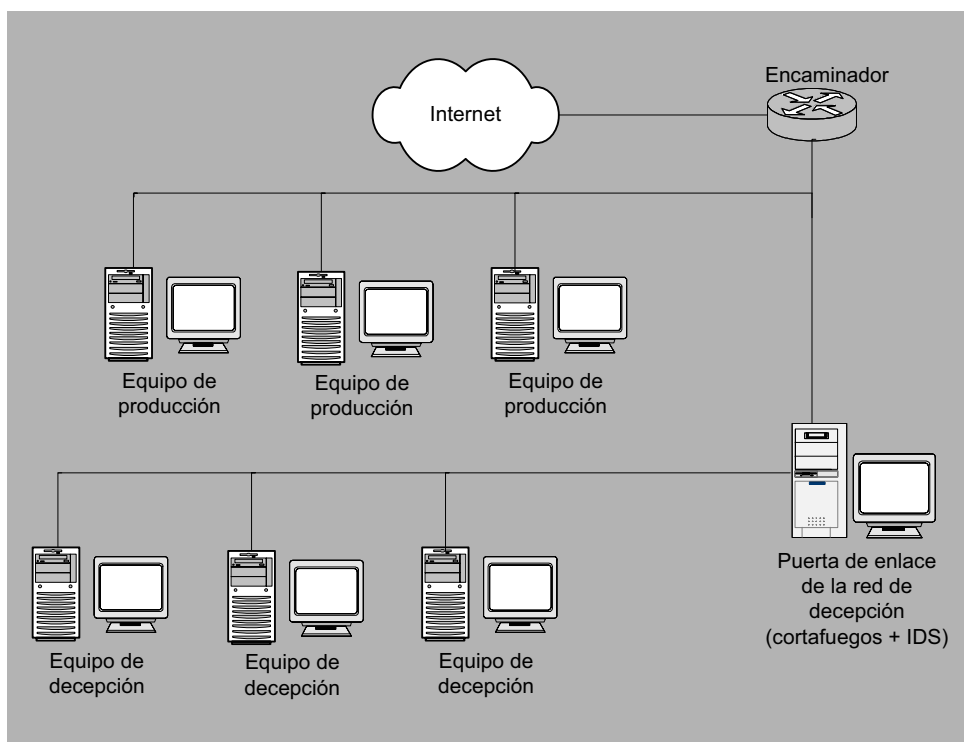 Encaminador
Internet
Equipo de
producción
Equipo de
producción
Equipo de
producción
Puerta de enlace
de la red de
decepción
(cortafuegos + IDS)
Equipo de
decepción
Equipo de
decepción
Equipo de
decepción